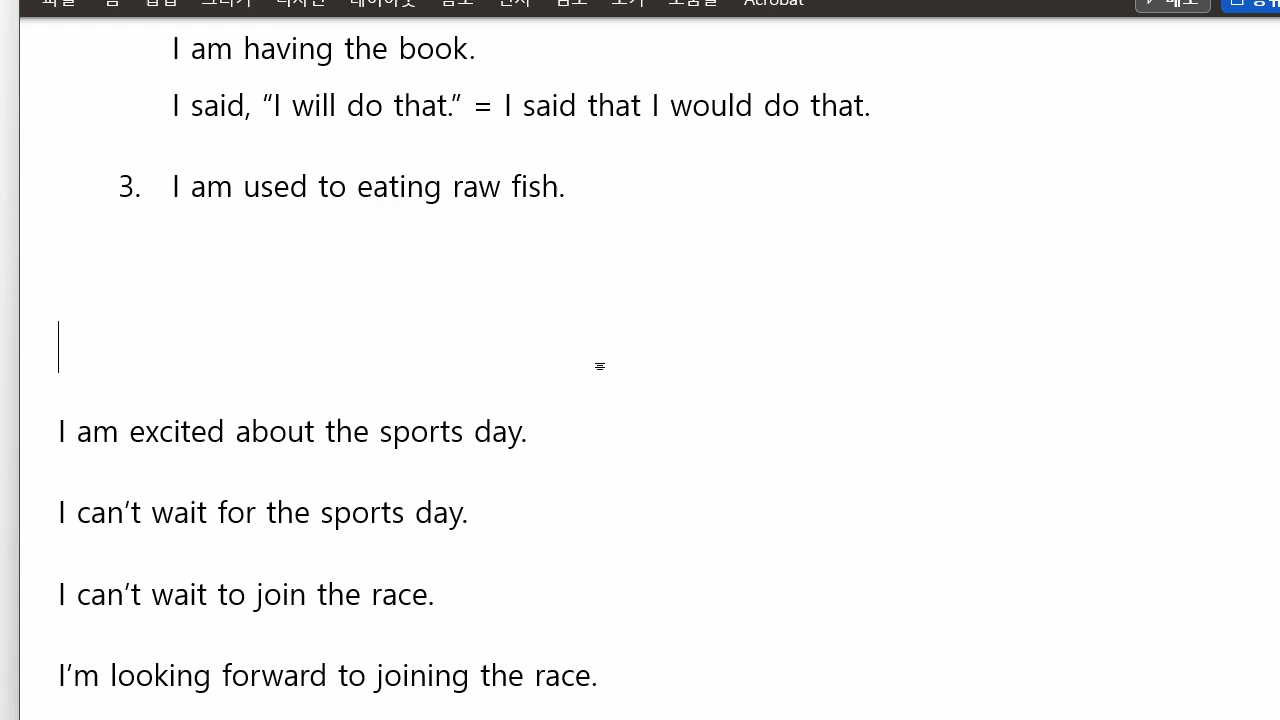 Acrobat
I am having the book.
I said, “I will do that.” = I said that I would do that.
3. I am used to eating raw fish.
I am excited about the sports day.
I can’t wait for the sports day.
I can’t wait to join the race.
I’m looking forward to joining the race.